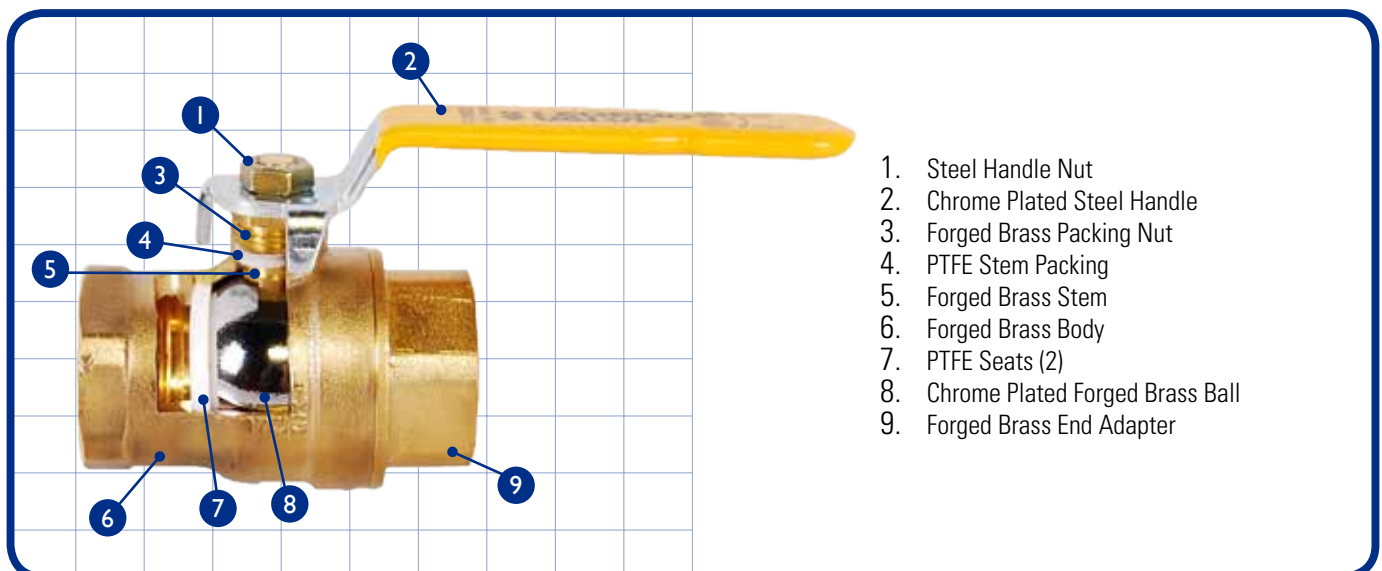 2
1
3
4
5
6
7
8
9
1. Steel Handle Nut
2. Chrome Plated Steel Handle
3. Forged Brass Packing Nut
4. PTFE Stem Packing
5. Forged Brass Stem
6. Forged Brass Body
7. PTFE Seats (2)
8. Chrome Plated Forged Brass Ball
9. Forged Brass End Adapter